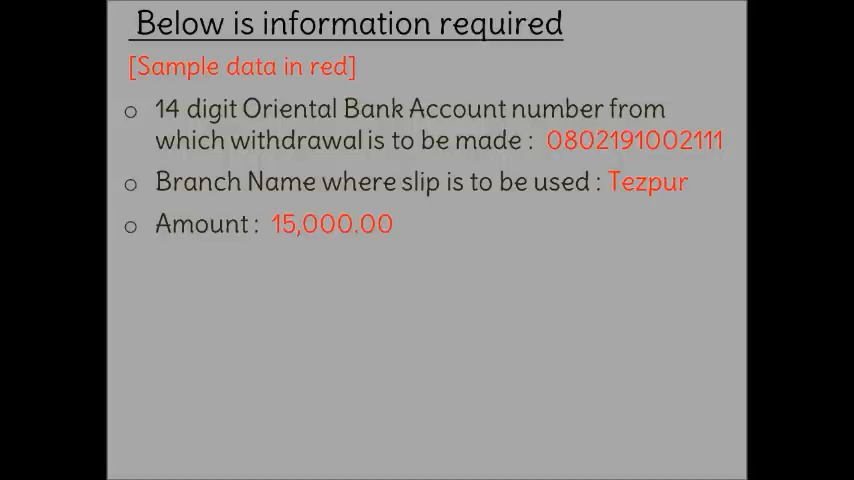 Below is information required
[Sample data in red]
o 14 digit Oriental Bank Account number from
which withdrawal is to be made : 0802191002111
o Branch Name where slip is to be used : Tezpur
o Amount : 15,000.00